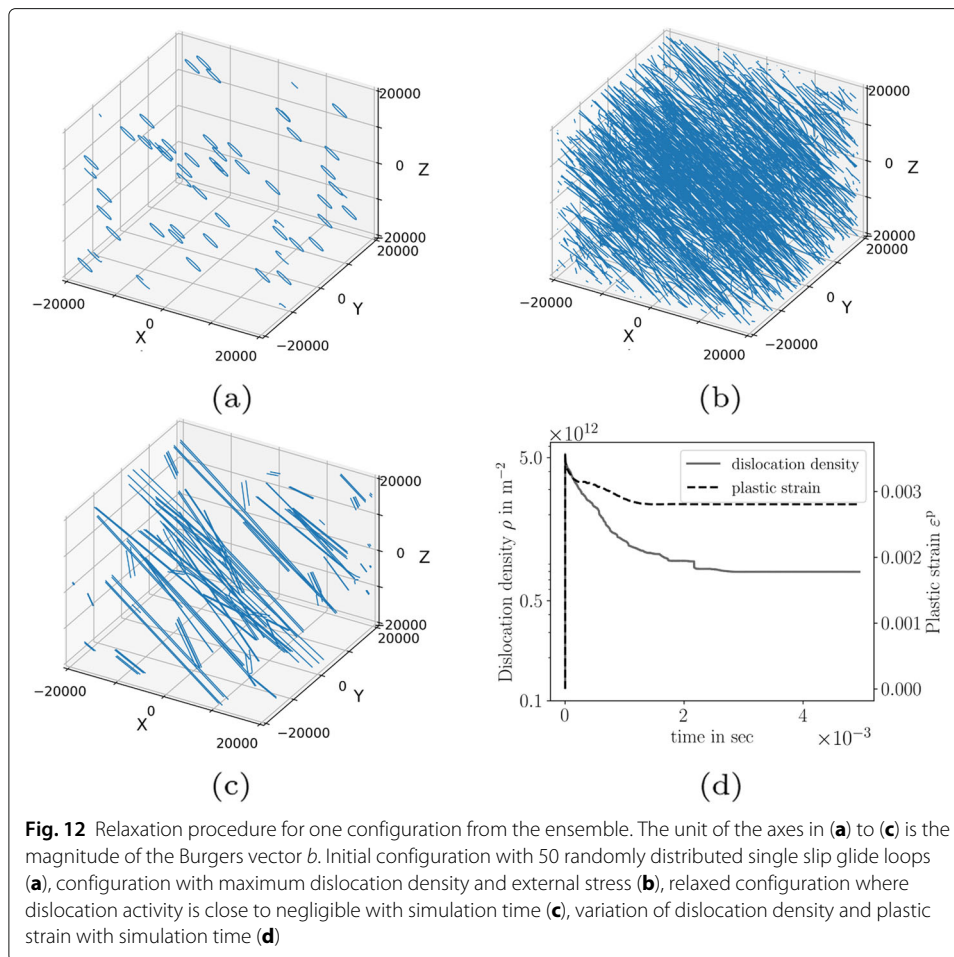 20000
0 Z
−20000
20000
0 Y
−20000
−20000
0
X
20000
(a)
20000
0 Z
−20000
20000
0 Y
−20000
−20000
0
X
20000
(b)
20000
0 Z
−20000
20000
0 Y
−20000
−20000
0
X
20000
(c)
×10¹²
5.0
0.5
0.1
Dislocation density ρ in m⁻²
dislocation density
plastic strain
0.003
0.002
0.001
0.000
Plastic strain εᵖ
0 2 4
time in sec ×10⁻³
(d)
Fig. 12 Relaxation procedure for one configuration from the ensemble. The unit of the axes in (a) to (c) is the
magnitude of the Burgers vector b. Initial configuration with 50 randomly distributed single slip glide loops
(a), configuration with maximum dislocation density and external stress (b), relaxed configuration where
dislocation activity is close to negligible with simulation time (c), variation of dislocation density and plastic
strain with simulation time (d)